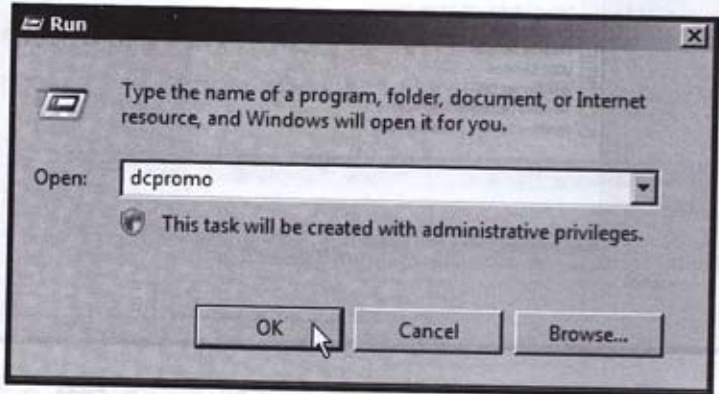 Run
Type the name of a program, folder, document, or Internet
resource, and Windows will open it for you.
Open:
dcpromo
This task will be created with administrative privileges.
OK
Cancel
Browse...